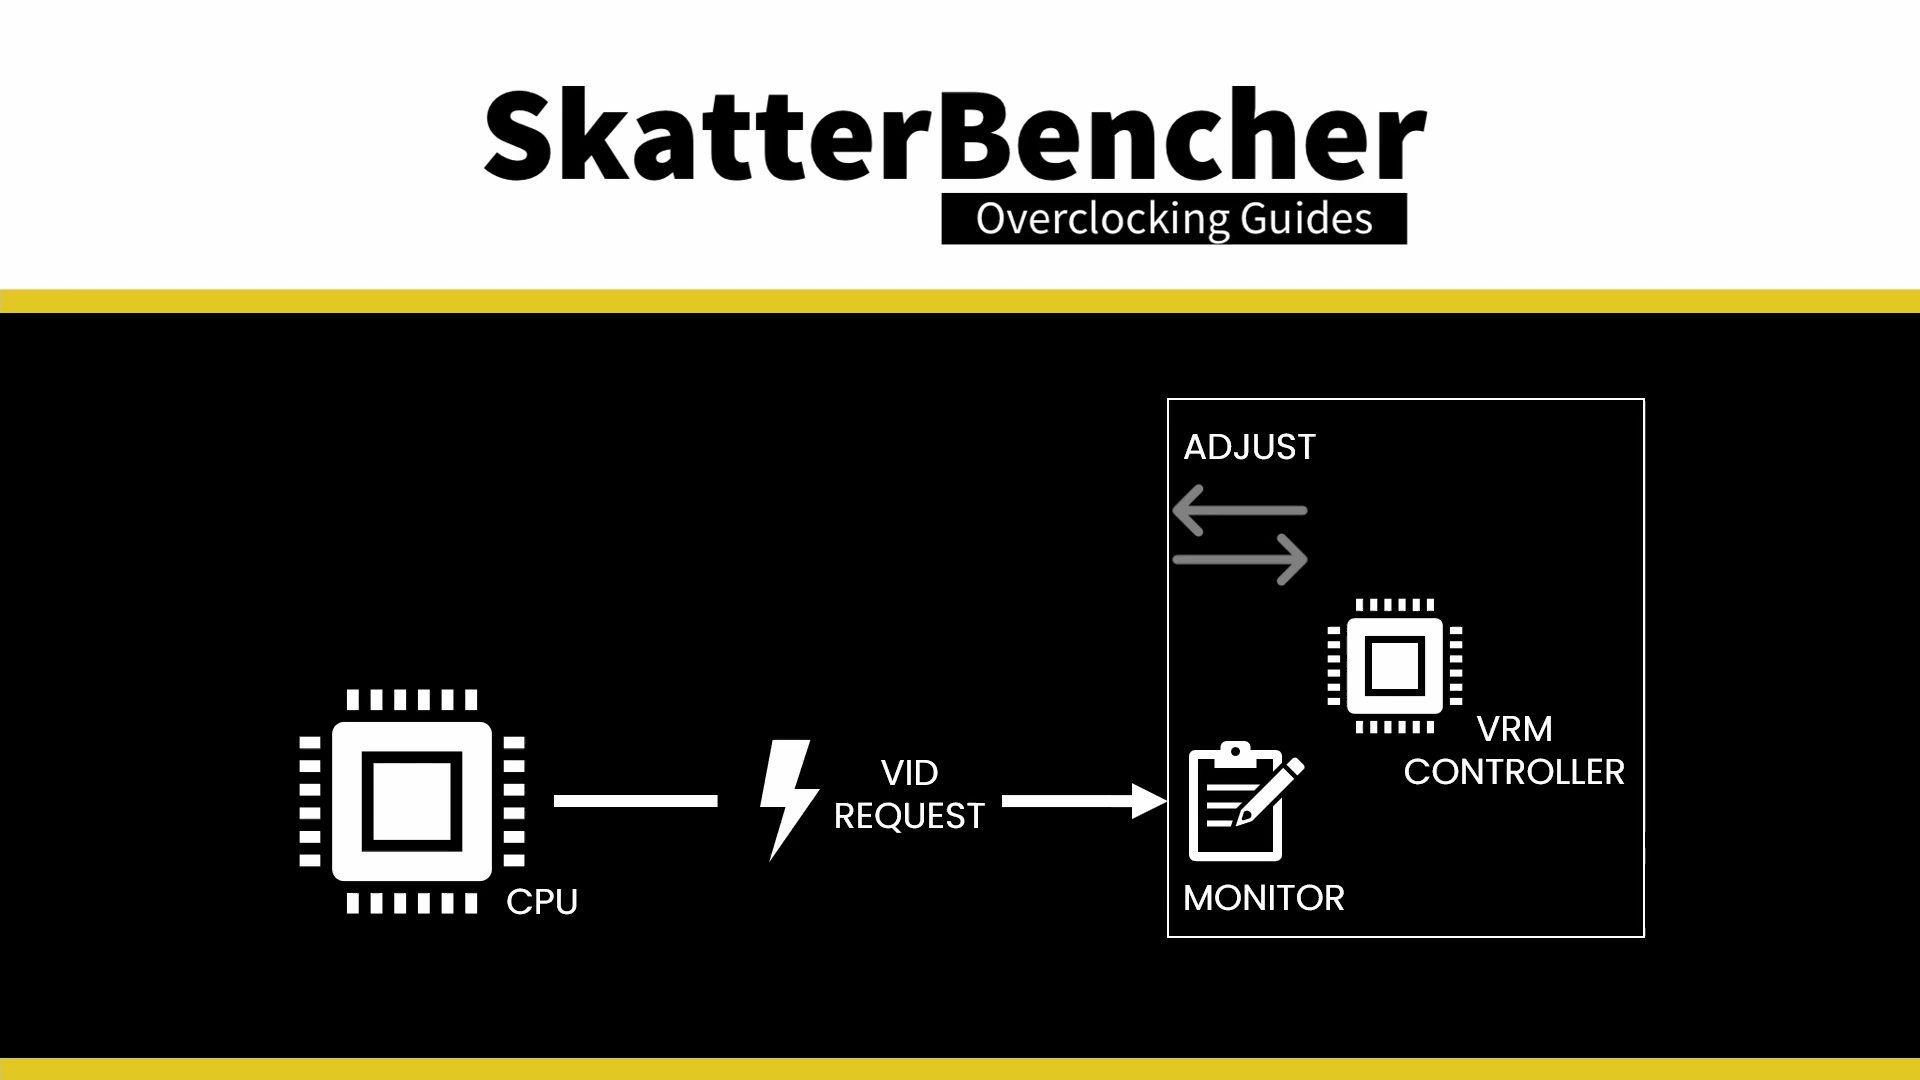 SkatterBencher
Overclocking Guides
ADJUST
VRM
CONTROLLER
VID
REQUEST
MONITOR
CPU